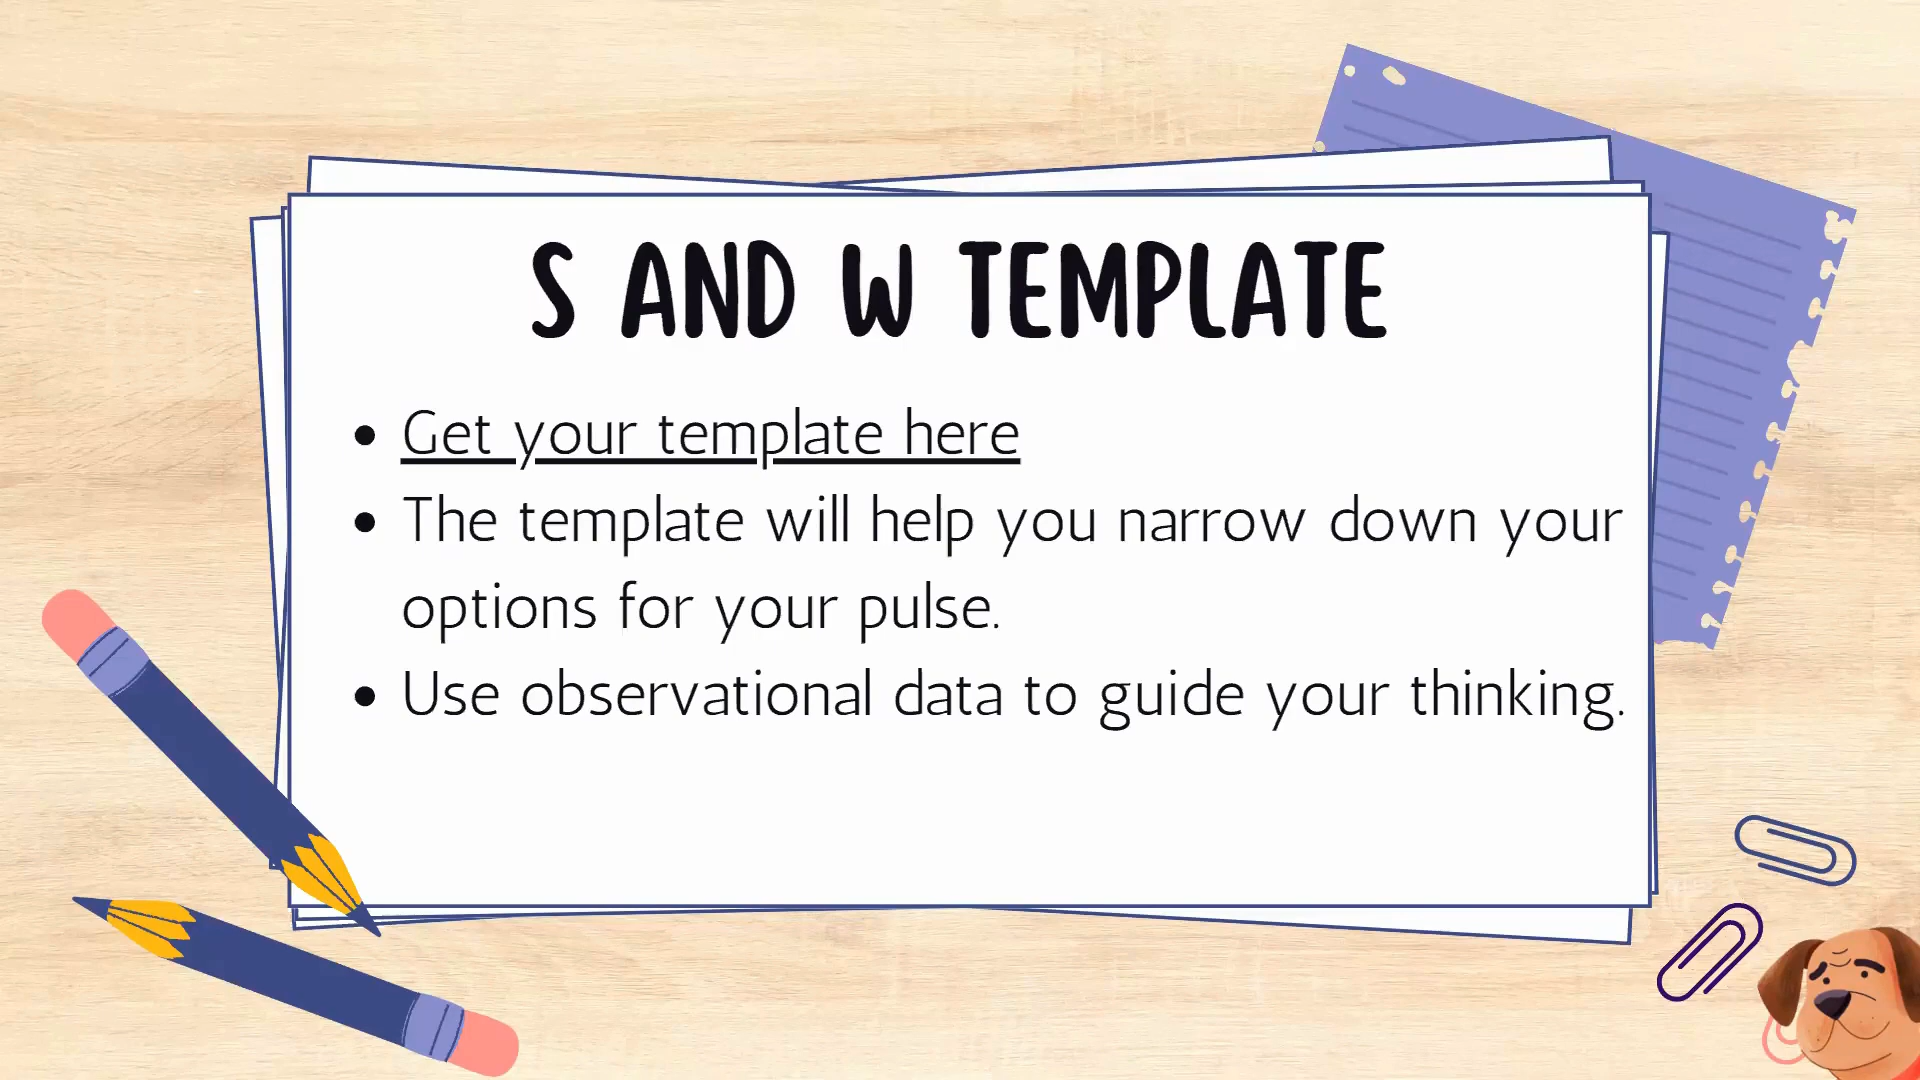 S AND W TEMPLATE
• Get your template here
• The template will help you narrow down your
options for your pulse.
• Use observational data to guide your thinking.